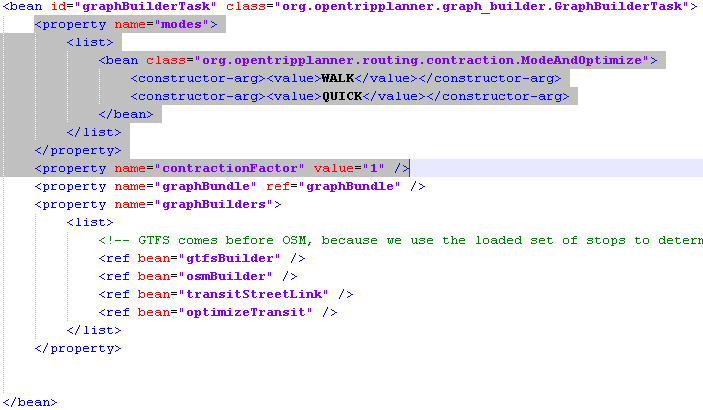 <bean id="graphBuilderTask" class="org.opentripplanner.graph_builder.GraphBuilderTask">
<property name="modes">
<list>
<bean class="org.opentripplanner.routing.contraction.ModeAndOptimize">
<constructor-arg><value>WALK</value></constructor-arg>
<constructor-arg><value>QUICK</value></constructor-arg>
</bean>
</list>
</property>
<property name="contractionFactor" value="1" />
<property name="graphBundle" ref="graphBundle" />
<property name="graphBuilders">
<list>
<!-- GTFS comes before OSM, because we use the loaded set of stops to determ
<ref bean="gtfsBuilder" />
<ref bean="osmBuilder" />
<ref bean="transitStreetLink" />
<ref bean="optimizeTransit" />
</list>
</property>
</bean>